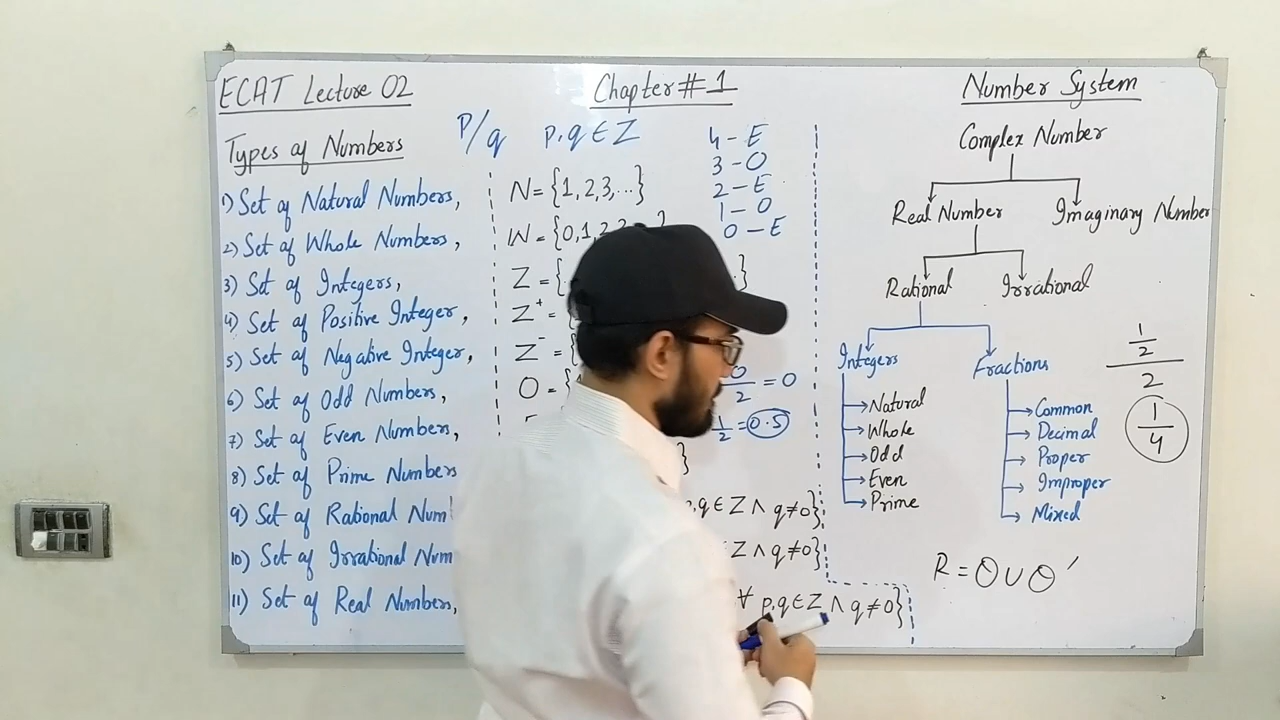 ECAT Lecture 02
Chapter # 1
Number System
Types of Numbers
1) Set of Natural Numbers,
2) Set of Whole Numbers,
3) Set of Integers,
4) Set of Positive Integer,
5) Set of Negative Integer,
6) Set of Odd Numbers,
7) Set of Even Numbers,
8) Set of Prime Numbers
9) Set of Rational Num
10) Set of Irrational Num
11) Set of Real Numbers,
P/q p,q ∈ Z
N = {1, 2, 3, ...}
W = {0, 1, 2,
Z = {
Z⁺ =
Z⁻ = {
O = {
4 - E
3 - O
2 - E
1 - O
0 - E
0/2 = 0
1/2 = 0.5
p,q ∈ Z ∧ q ≠ 0}
Z ∧ q ≠ 0}
∀ p,q ∈ Z ∧ q ≠ 0}
Complex Number
Real Number Imaginary Number
Rational Irrational
Integers Fractions
Natural
Whole
Odd
Even
Prime
Common
Decimal
Proper
Improper
Mixed
1/2
2
1/4
R = Q ∪ Q′